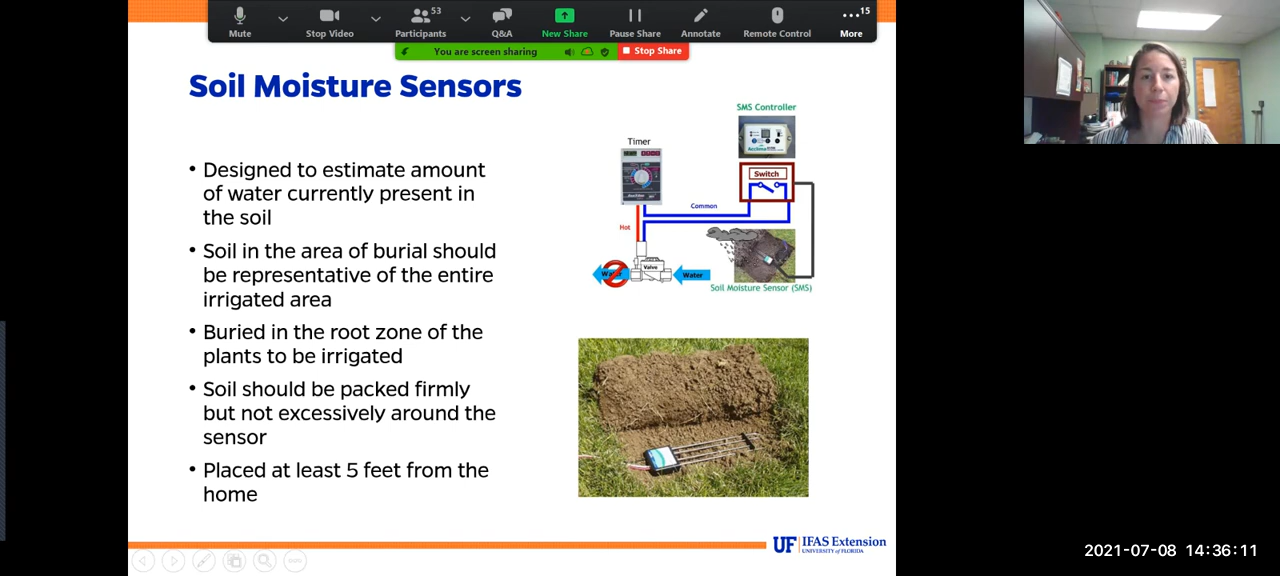 53
15
Mute
Stop Video
Participants
Q&A
New Share
Pause Share
Annotate
Remote Control
More
You are screen sharing
Stop Share
Soil Moisture Sensors
• Designed to estimate amount
of water currently present in
the soil
• Soil in the area of burial should
be representative of the entire
irrigated area
• Buried in the root zone of the
plants to be irrigated
• Soil should be packed firmly
but not excessively around the
sensor
• Placed at least 5 feet from the
home
SMS Controller
Timer
Switch
Common
Hot
Valve
Water
Water
Soil Moisture Sensor (SMS)
UF IFAS Extension
UNIVERSITY of FLORIDA
2021-07-08 14:36:11